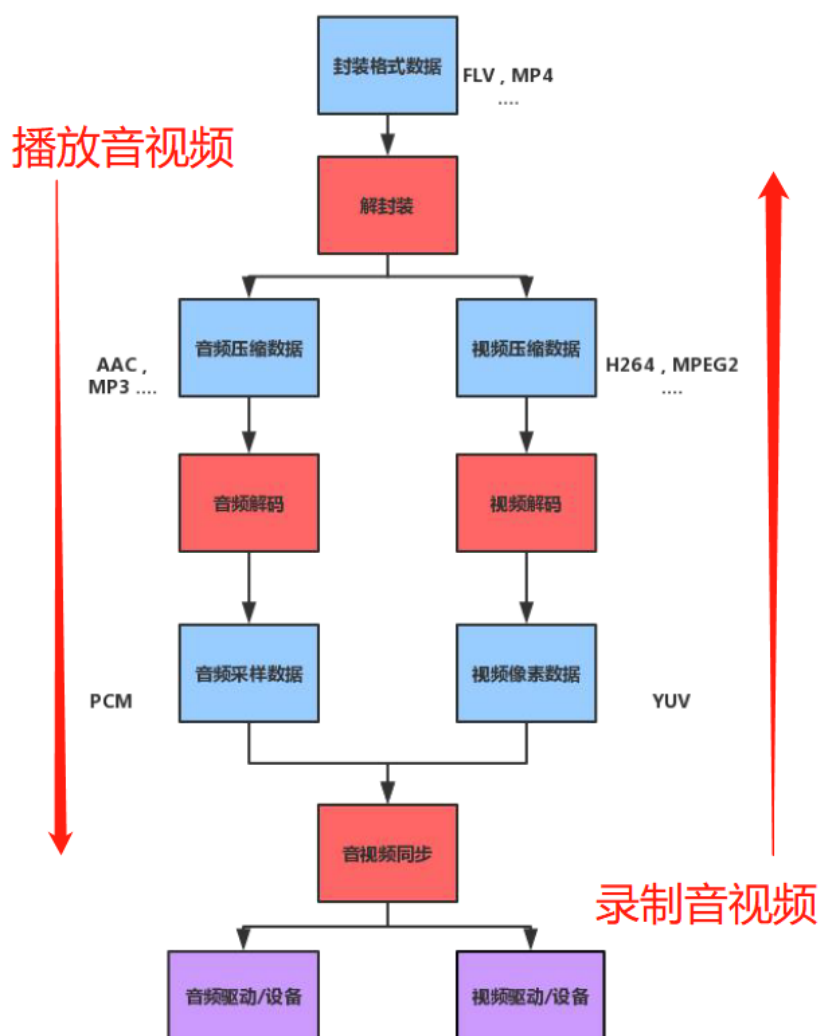 封装格式数据
FLV , MP4
....
播放音视频
解封装
音频压缩数据
视频压缩数据
AAC ,
MP3 ....
H264 , MPEG2
....
音频解码
视频解码
音频采样数据
视频像素数据
PCM
YUV
音视频同步
录制音视频
音频驱动/设备
视频驱动/设备